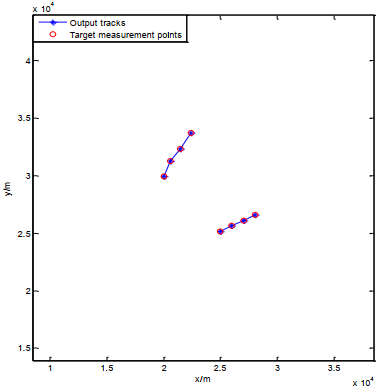 x 10^4
Output tracks
Target measurement points
4
3.5
3
2.5
2
1.5
y/m
1 1.5 2 2.5 3 3.5
x/m
x 10^4